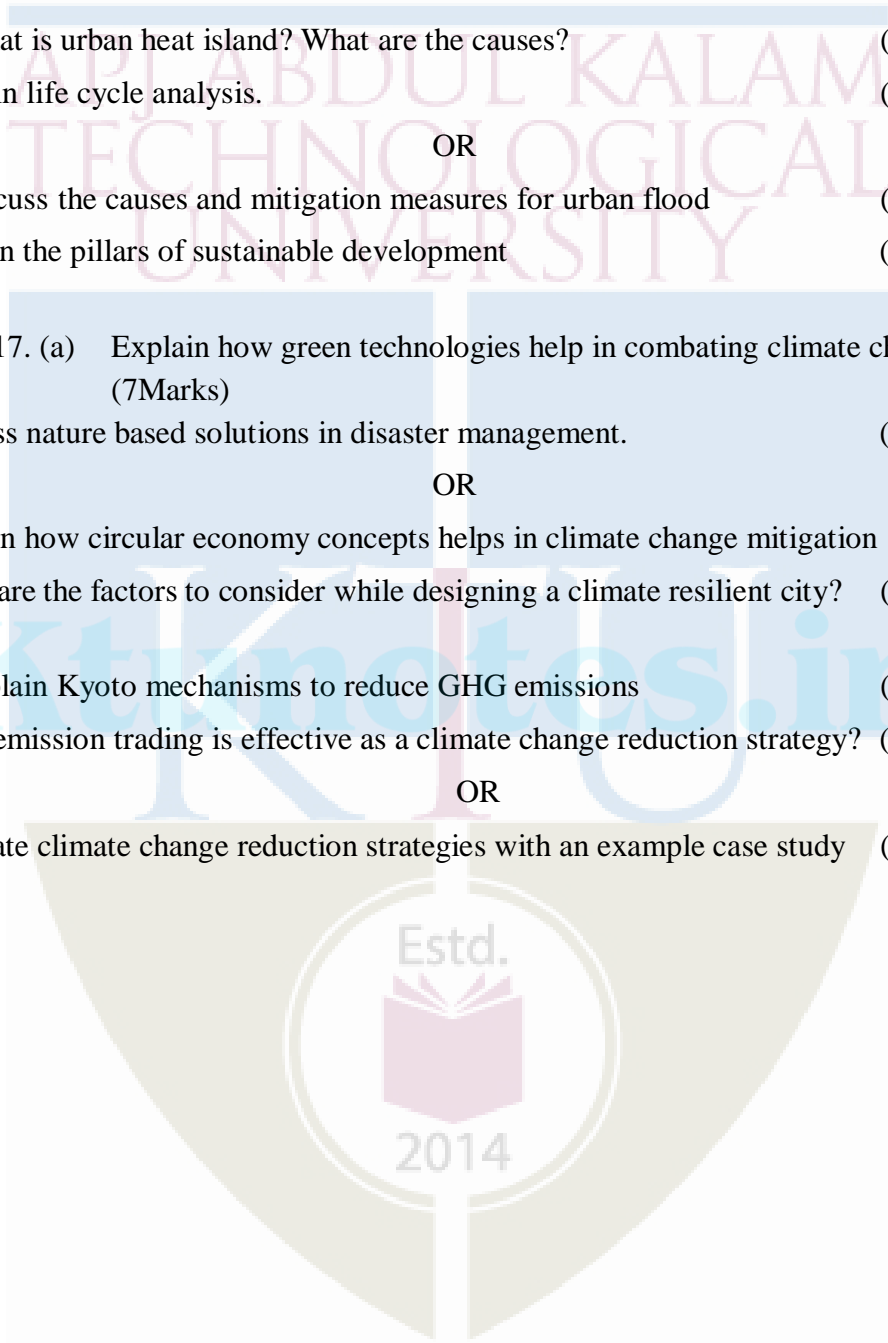 at is urban heat island? What are the causes? (
in life cycle analysis. (
OR
cuss the causes and mitigation measures for urban flood (
n the pillars of sustainable development (
17. (a) Explain how green technologies help in combating climate c
(7Marks)
ss nature based solutions in disaster management. (
OR
n how circular economy concepts helps in climate change mitigation
are the factors to consider while designing a climate resilient city? (
lain Kyoto mechanisms to reduce GHG emissions (
emission trading is effective as a climate change reduction strategy? (
OR
ate climate change reduction strategies with an example case study (
API ABDUL KALAM
TECHNOLOGICAL
UNIVERSITY
KTU
Ktunotes.in
Estd.
2014